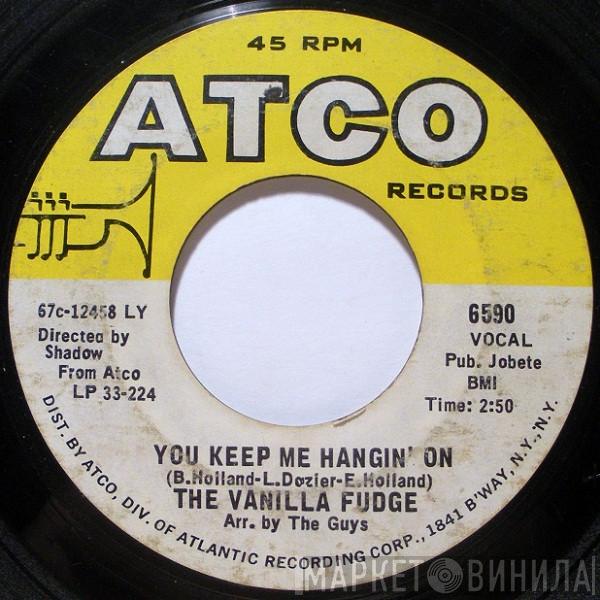 45 RPM
ATCO
RECORDS
67c-12458 LY
Directed by
Shadow
From Atco
LP 33-224
6590
VOCAL
Pub. Jobete
BMI
Time: 2:50
YOU KEEP ME HANGIN' ON
(B.Holland-L.Dozier-E.Holland)
THE VANILLA FUDGE
Arr. by The Guys
DIST. BY ATCO, DIV. OF ATLANTIC RECORDING CORP., 1841 B'WAY, N.Y., N.Y.
МАРКЕТ ВИНИЛА